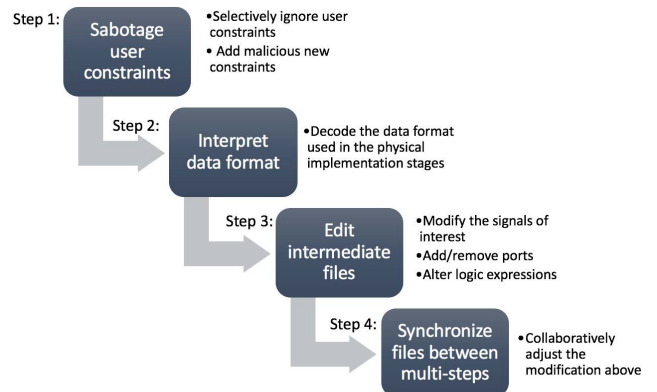 Step 1:
Sabotage
user
constraints
•Selectively ignore user
constraints
• Add malicious new
constraints
Step 2:
Interpret
data format
•Decode the data format
used in the physical
implementation stages
Step 3:
Edit
intermediate
files
•Modify the signals of
interest
•Add/remove ports
•Alter logic expressions
Step 4:
Synchronize
files between
multi-steps
•Collaboratively
adjust the
modification above